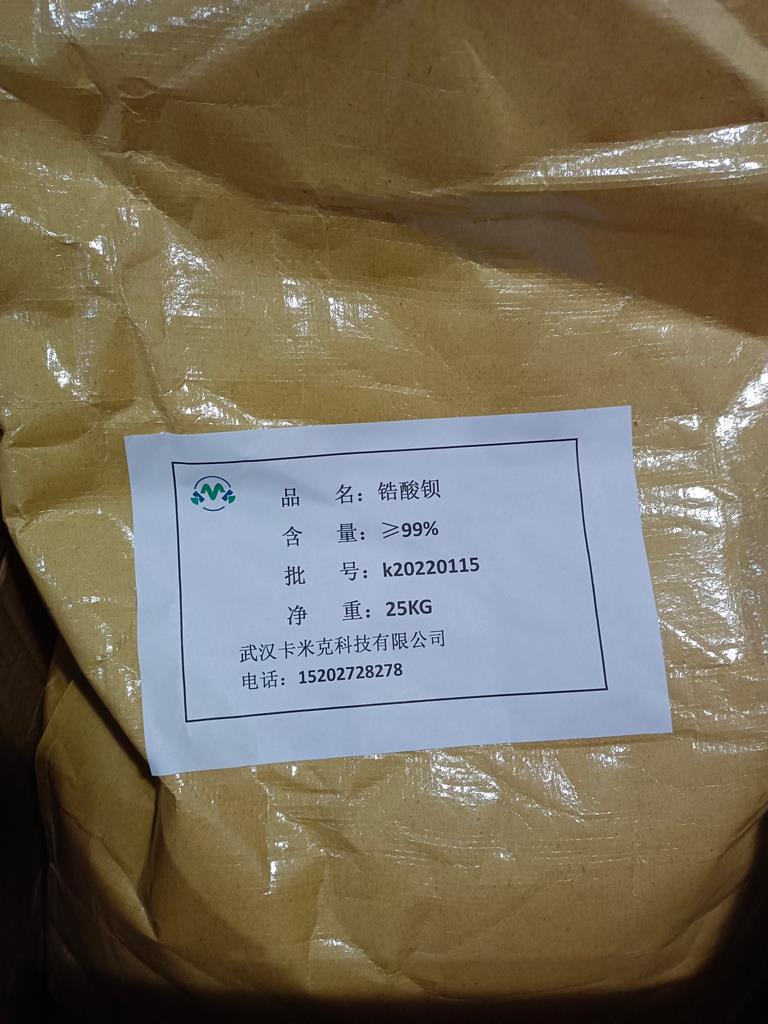 品 名：锆酸钡
含 量：≥99%
批 号：k20220115
净 重：25KG
武汉卡米克科技有限公司
电话：15202728278